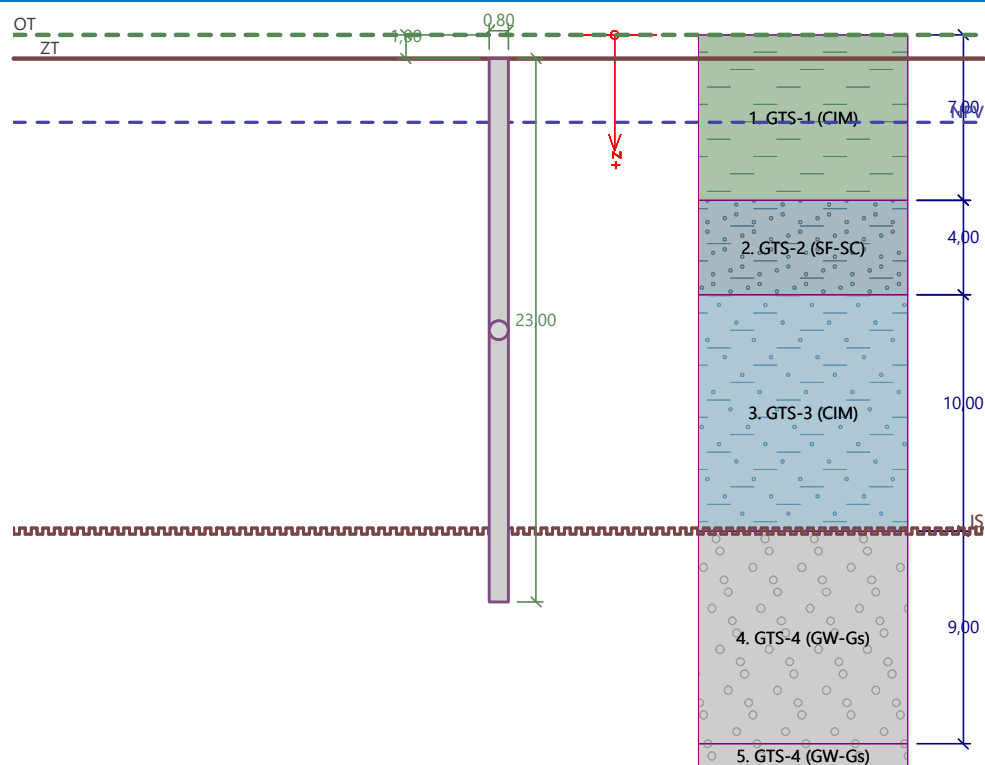 OT
0,80
1,00
ZT
7,00
NPV
1. GTS-1 (CIM)
+z
4,00
2. GTS-2 (SF-SC)
23,00
10,00
3. GTS-3 (CIM)
IS
9,00
4. GTS-4 (GW-Gs)
5. GTS-4 (GW-Gs)